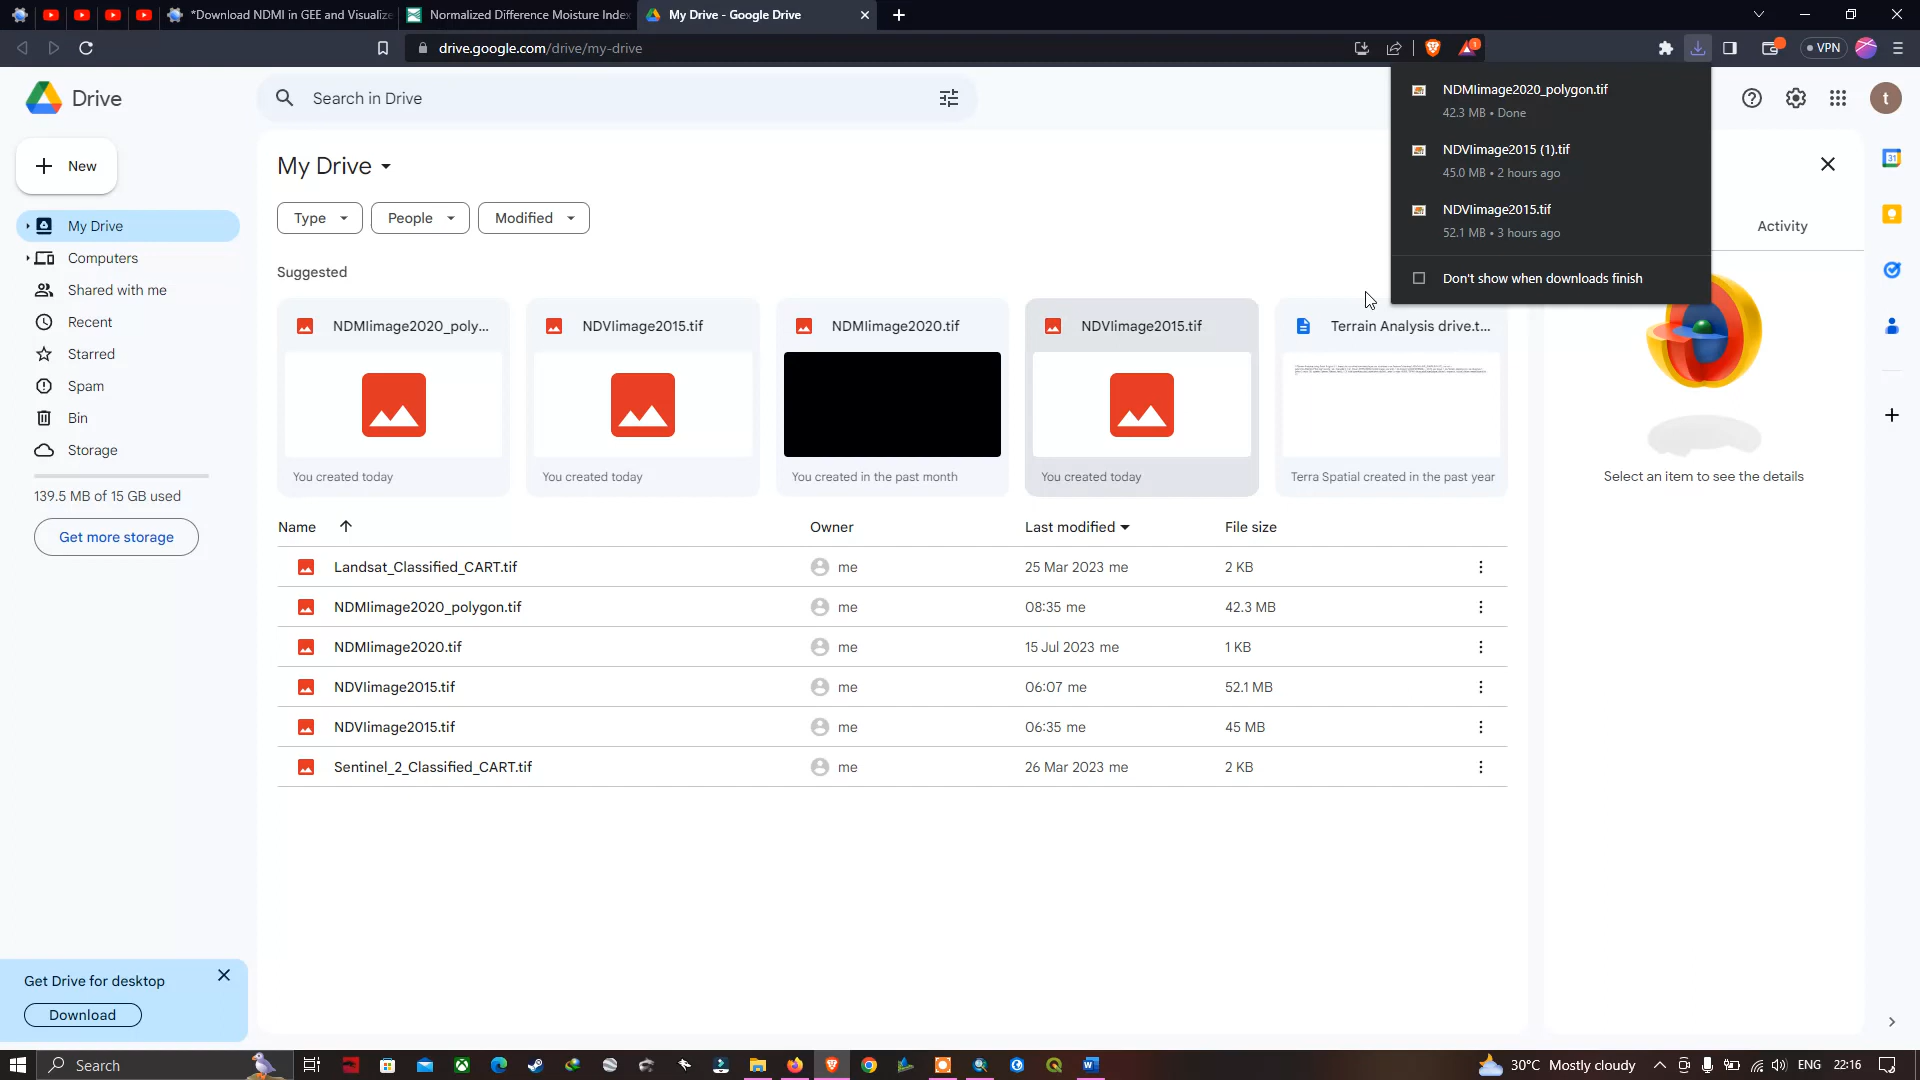 *Download NDMI in GEE and Visualize
Normalized Difference Moisture Index
My Drive - Google Drive
drive.google.com/drive/my-drive
1
VPN
Drive
Search in Drive
NDMIimage2020_polygon.tif
42.3 MB • Done
NDVIimage2015 (1).tif
45.0 MB • 2 hours ago
NDVIimage2015.tif
52.1 MB • 3 hours ago
Don't show when downloads finish
t
31
New
My Drive
Computers
Shared with me
Recent
Starred
Spam
Bin
Storage
139.5 MB of 15 GB used
Get more storage
My Drive
Type
People
Modified
Activity
Suggested
NDMIimage2020_poly...
You created today
NDVIimage2015.tif
You created today
NDMIimage2020.tif
You created in the past month
NDVIimage2015.tif
You created today
Terrain Analysis drive.t...
Terra Spatial created in the past year
Select an item to see the details
Name Owner Last modified File size
Landsat_Classified_CART.tif me 25 Mar 2023 me 2 KB
NDMIimage2020_polygon.tif me 08:35 me 42.3 MB
NDMIimage2020.tif me 15 Jul 2023 me 1 KB
NDVIimage2015.tif me 06:07 me 52.1 MB
NDVIimage2015.tif me 06:35 me 45 MB
Sentinel_2_Classified_CART.tif me 26 Mar 2023 me 2 KB
Get Drive for desktop
Download
Search
30°C Mostly cloudy
ENG
22:16